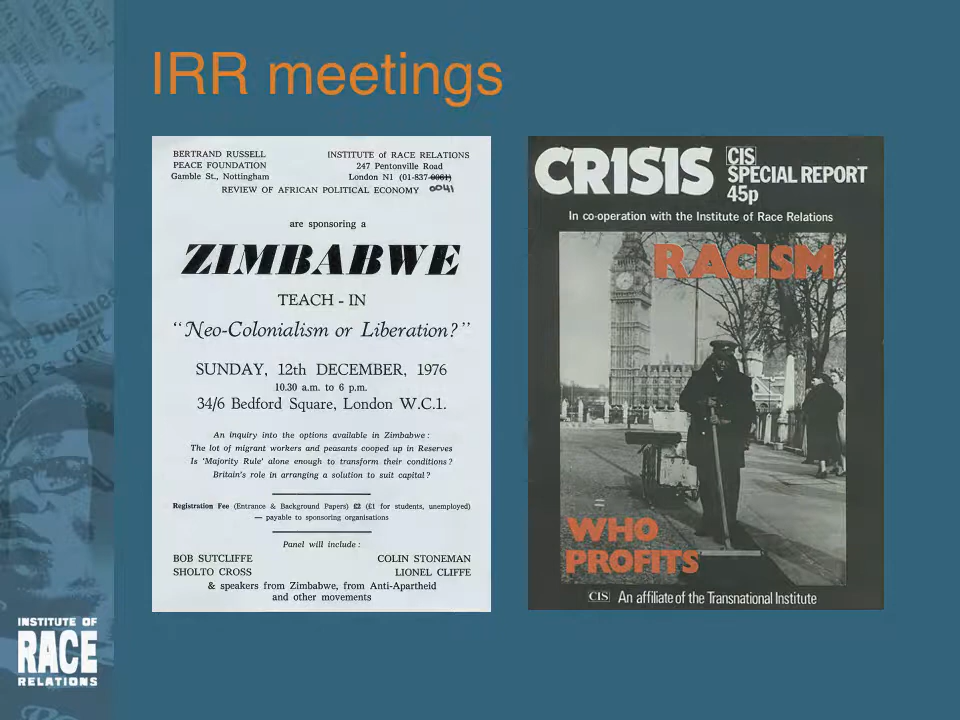 IRR meetings
BERTRAND RUSSELL
PEACE FOUNDATION
Gamble St., Nottingham
INSTITUTE of RACE RELATIONS
247 Pentonville Road
London N1 (01-837-0061)
0041
REVIEW OF AFRICAN POLITICAL ECONOMY
are sponsoring a
ZIMBABWE
TEACH - IN
"Neo-Colonialism or Liberation?"
SUNDAY, 12th DECEMBER, 1976
10.30 a.m. to 6 p.m.
34/6 Bedford Square, London W.C.1.
An inquiry into the options available in Zimbabwe :
The lot of migrant workers and peasants cooped up in Reserves
Is 'Majority Rule' alone enough to transform their conditions ?
Britain's role in arranging a solution to suit capital ?
Registration Fee (Entrance & Background Papers) £2 (£1 for students, unemployed)
— payable to sponsoring organisations
Panel will include :
BOB SUTCLIFFE
COLIN STONEMAN
SHOLTO CROSS
LIONEL CLIFFE
& speakers from Zimbabwe, from Anti-Apartheid
and other movements
CRISIS
CIS
SPECIAL REPORT
45p
In co-operation with the Institute of Race Relations
RACISM
WHO
PROFITS
CIS An affiliate of the Transnational Institute
Big Business
MPs quit
INSTITUTE OF
RACE
RELATIONS